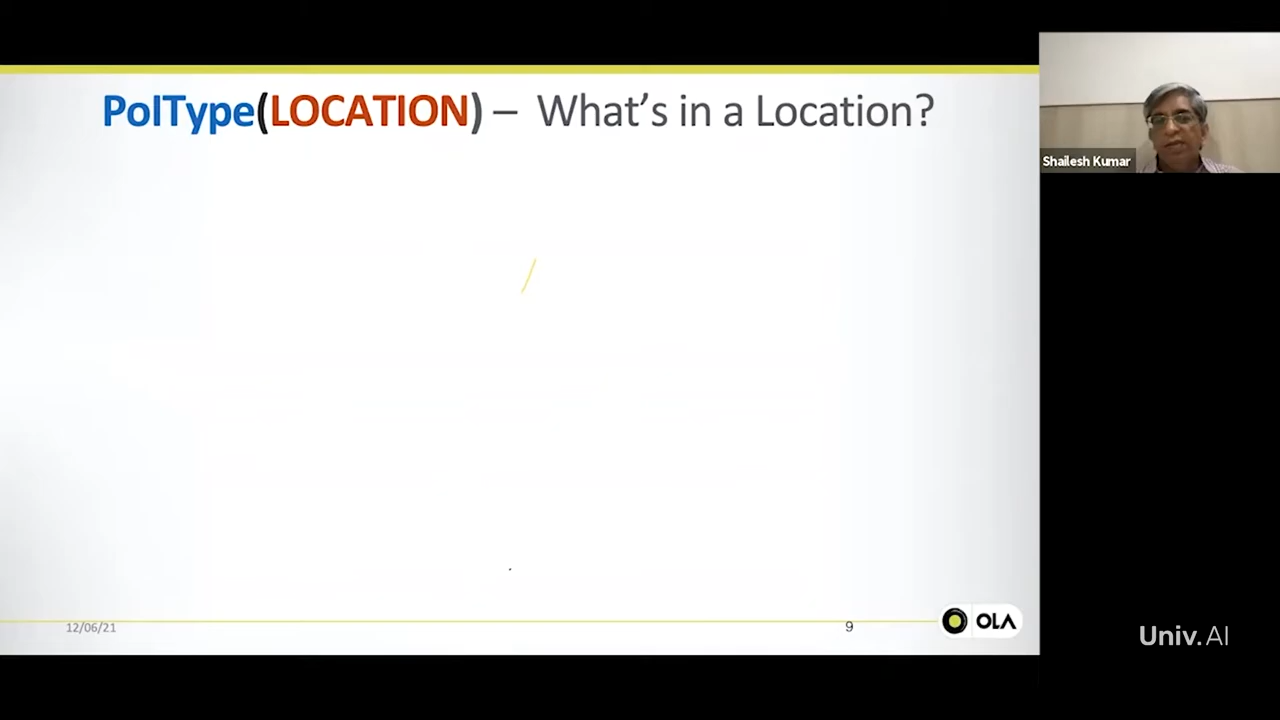 PoIType(LOCATION) – What's in a Location?
Shailesh Kumar
12/06/21
9
OLA
Univ.AI